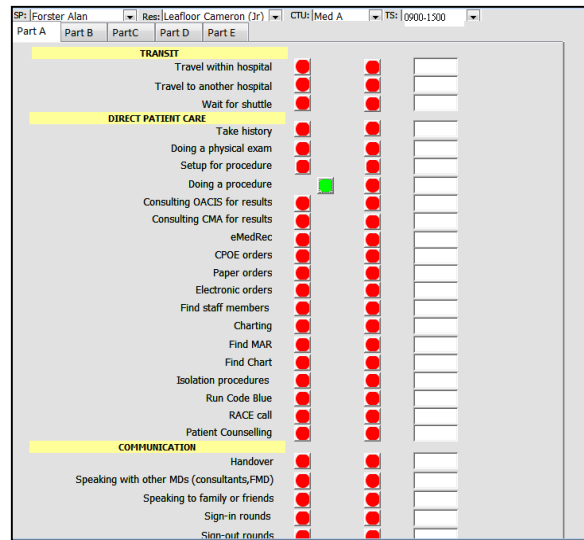 SP: Forster Alan Res: Leafloor Cameron (Jr) CTU: Med A TS: 0900-1500
Part A Part B PartC Part D Part E
TRANSIT
Travel within hospital
Travel to another hospital
Wait for shuttle
DIRECT PATIENT CARE
Take history
Doing a physical exam
Setup for procedure
Doing a procedure
Consulting OACIS for results
Consulting CMA for results
eMedRec
CPOE orders
Paper orders
Electronic orders
Find staff members
Charting
Find MAR
Find Chart
Isolation procedures
Run Code Blue
RACE call
Patient Counselling
COMMUNICATION
Handover
Speaking with other MDs (consultants,FMD)
Speaking to family or friends
Sign-in rounds
Sign-out rounds